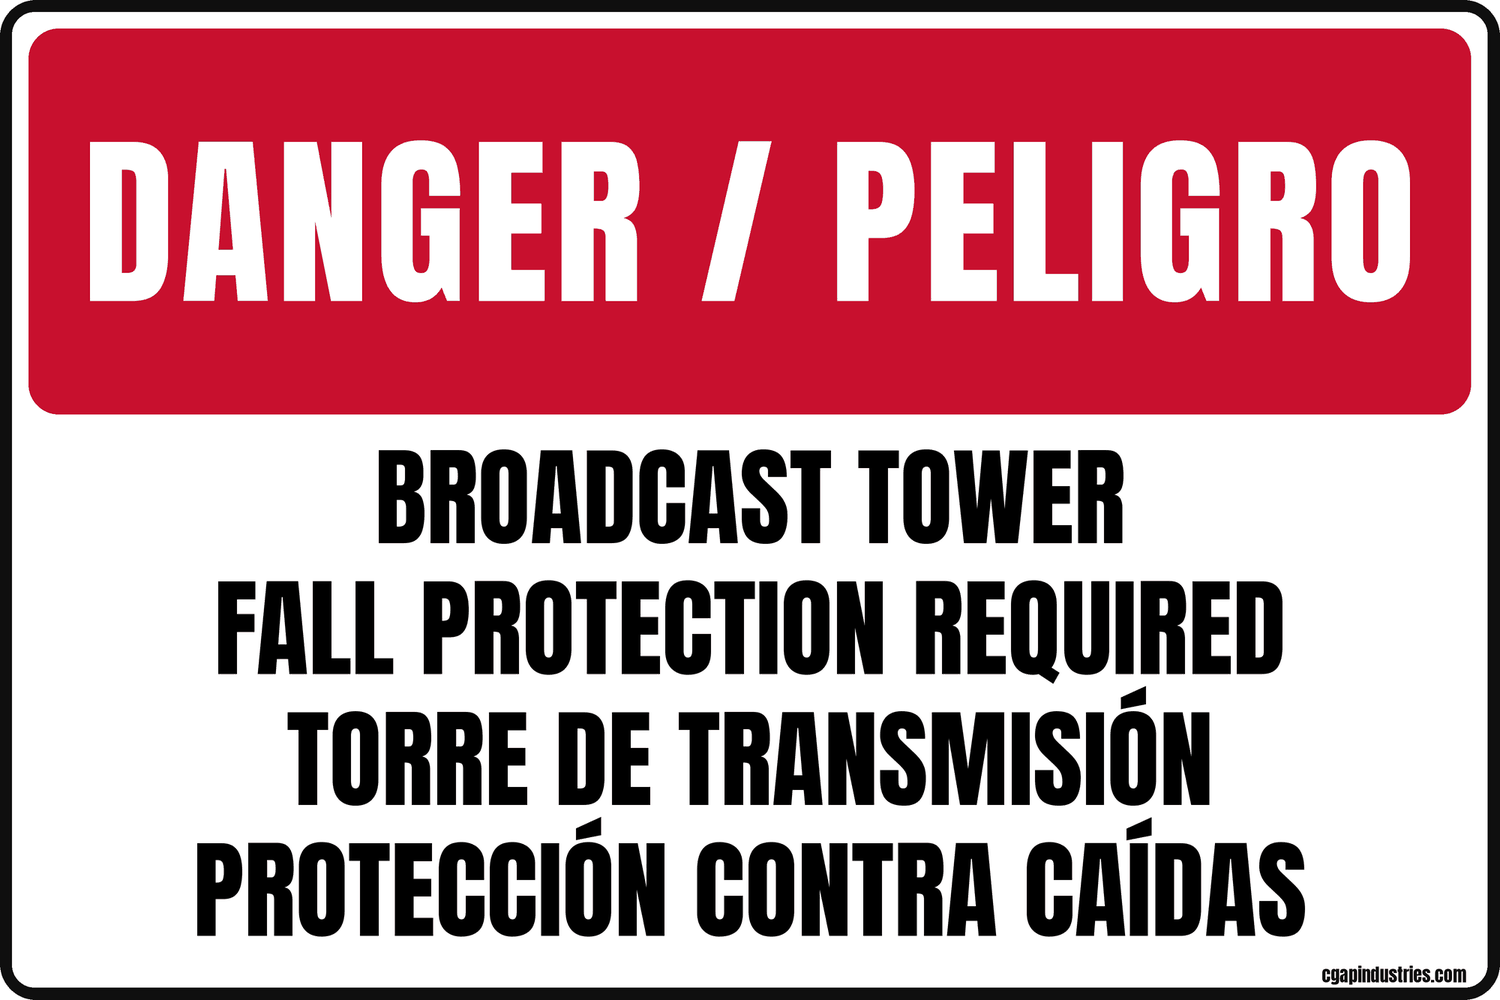 DANGER / PELIGRO
BROADCAST TOWER
FALL PROTECTION REQUIRED
TORRE DE TRANSMISIÓN
PROTECCIÓN CONTRA CAÍDAS
cgapindustries.com